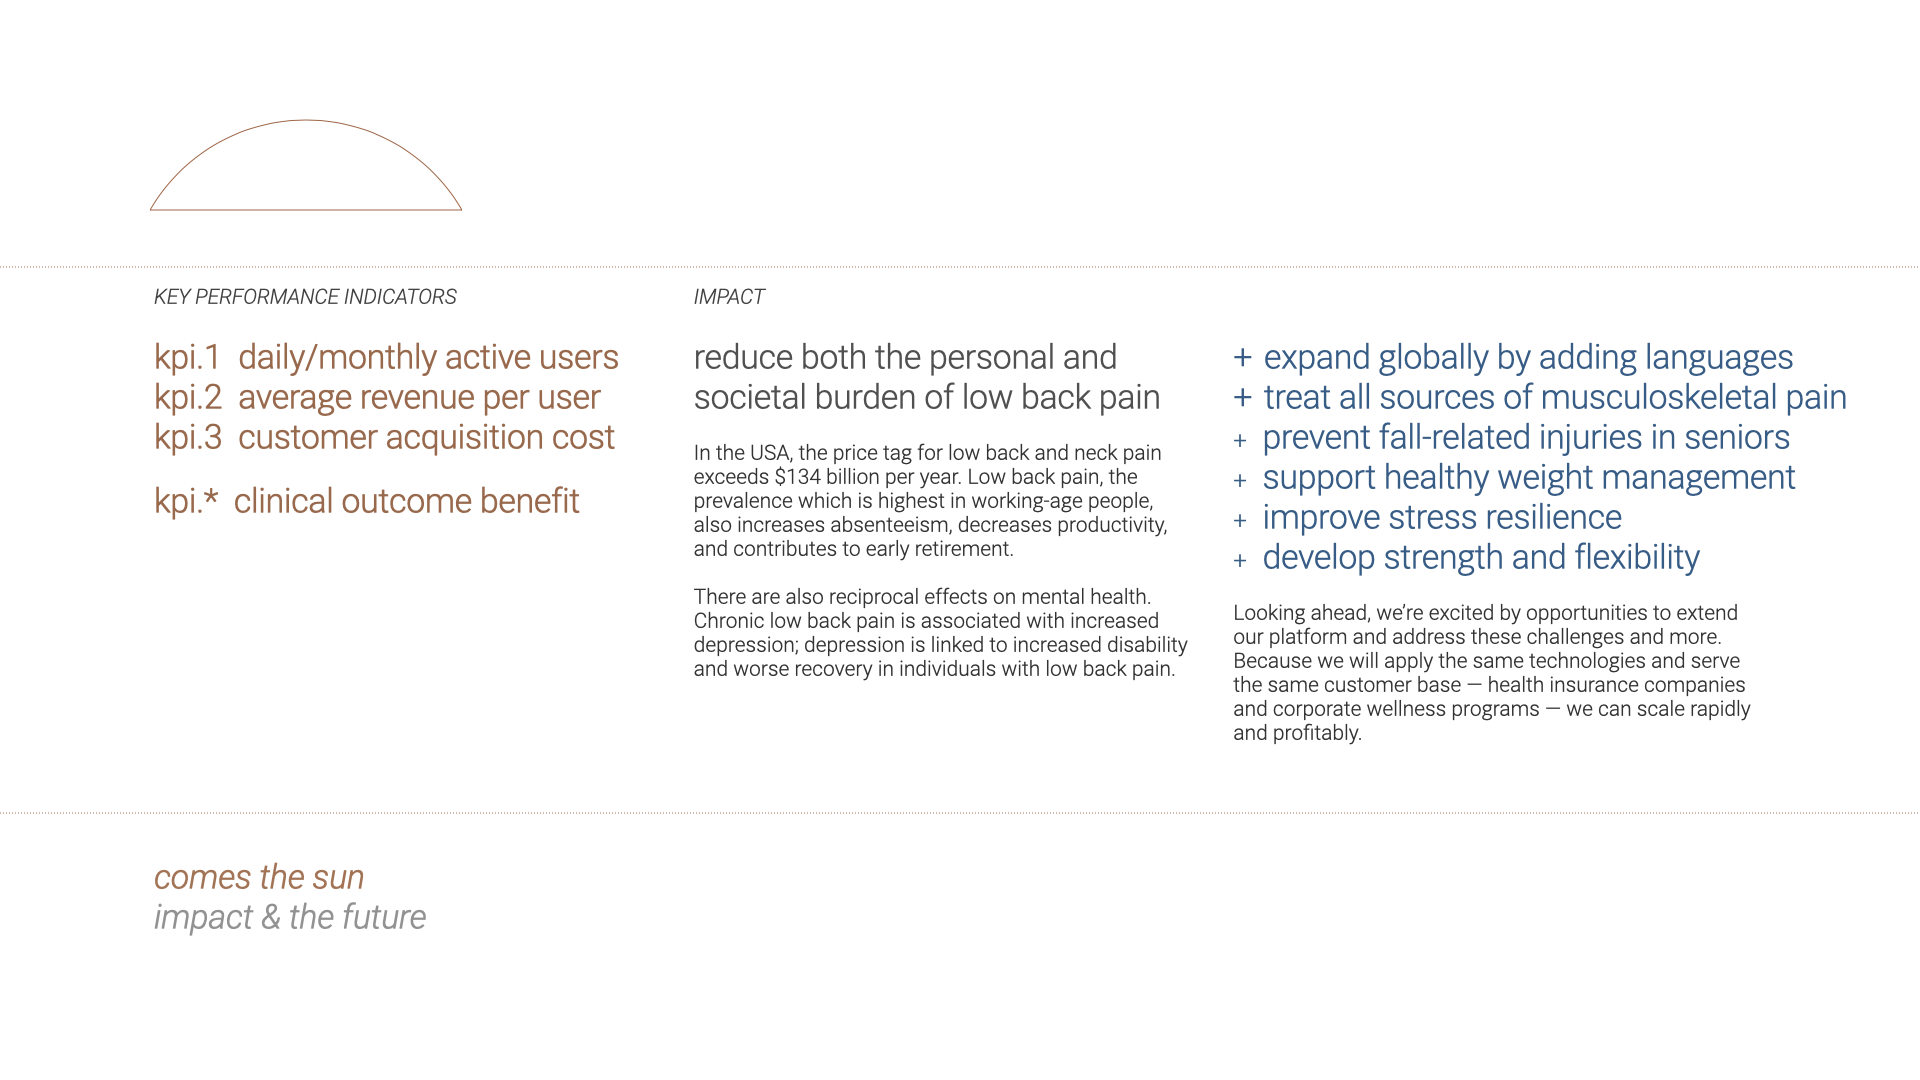 KEY PERFORMANCE INDICATORS
kpi.1 daily/monthly active users
kpi.2 average revenue per user
kpi.3 customer acquisition cost
kpi.* clinical outcome benefit
IMPACT
reduce both the personal and
societal burden of low back pain
In the USA, the price tag for low back and neck pain
exceeds $134 billion per year. Low back pain, the
prevalence which is highest in working-age people,
also increases absenteeism, decreases productivity,
and contributes to early retirement.
There are also reciprocal effects on mental health.
Chronic low back pain is associated with increased
depression; depression is linked to increased disability
and worse recovery in individuals with low back pain.
+ expand globally by adding languages
+ treat all sources of musculoskeletal pain
+ prevent fall-related injuries in seniors
+ support healthy weight management
+ improve stress resilience
+ develop strength and flexibility
Looking ahead, we’re excited by opportunities to extend
our platform and address these challenges and more.
Because we will apply the same technologies and serve
the same customer base — health insurance companies
and corporate wellness programs — we can scale rapidly
and profitably.
comes the sun
impact & the future